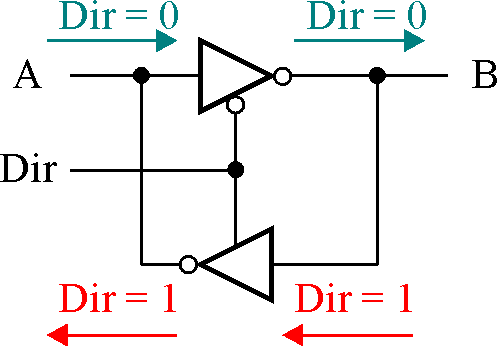 Dir = 0
Dir = 0
A
B
Dir
Dir = 1
Dir = 1